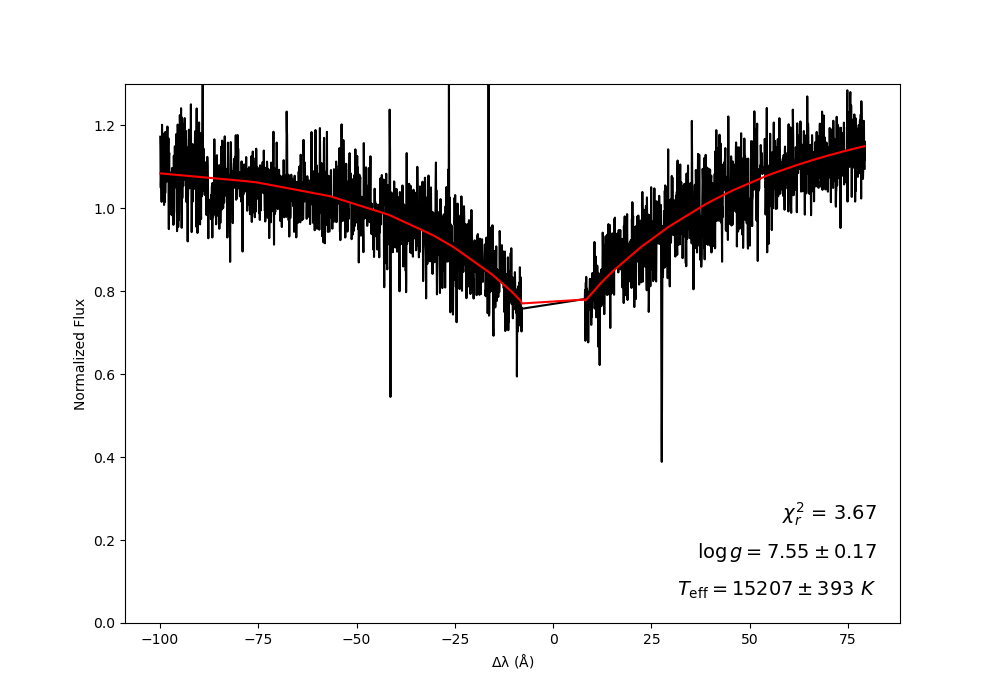 Normalized Flux
1.2
1.0
0.8
0.6
0.4
0.2
0.0
χ²ᵣ = 3.67
log g = 7.55 ± 0.17
T_eff = 15207 ± 393 K
−100 −75 −50 −25 0 25 50 75
Δλ (Å)